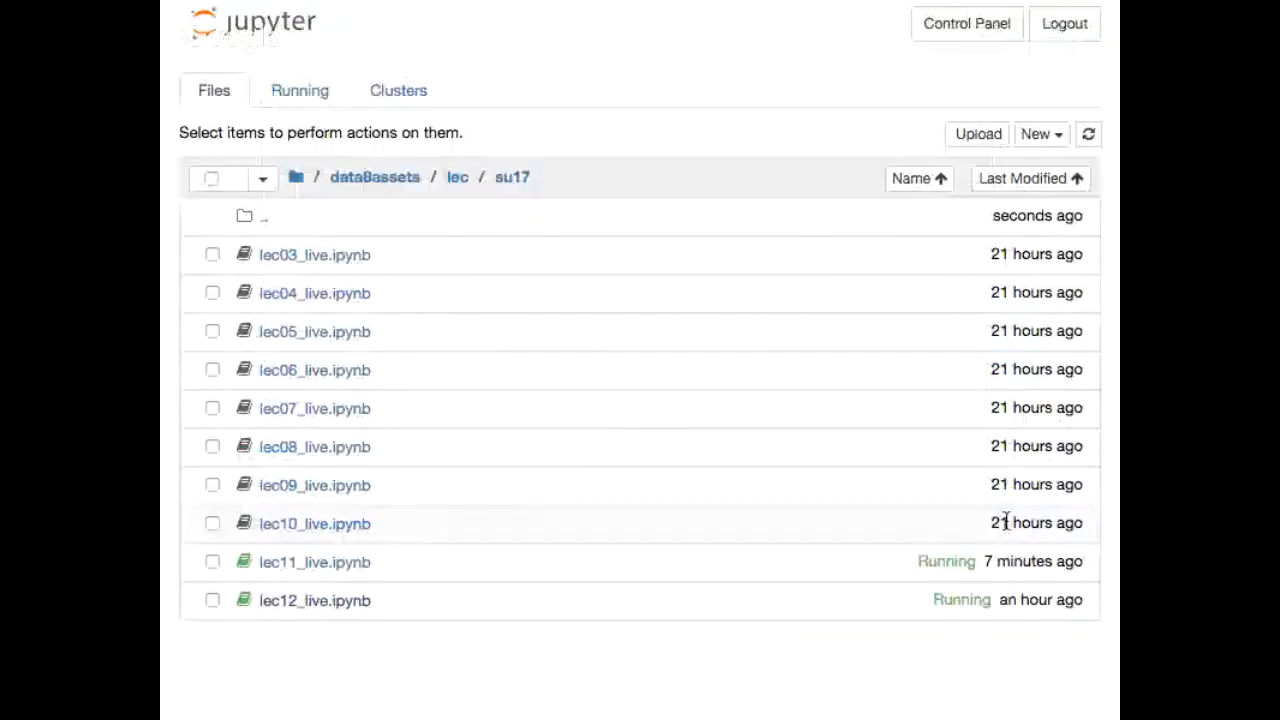 jupyter
Control Panel
Logout
Files
Running
Clusters
Select items to perform actions on them.
Upload
New
/ data8assets / lec / su17
Name
Last Modified
..
seconds ago
lec03_live.ipynb
21 hours ago
lec04_live.ipynb
21 hours ago
lec05_live.ipynb
21 hours ago
lec06_live.ipynb
21 hours ago
lec07_live.ipynb
21 hours ago
lec08_live.ipynb
21 hours ago
lec09_live.ipynb
21 hours ago
lec10_live.ipynb
21 hours ago
lec11_live.ipynb
Running 7 minutes ago
lec12_live.ipynb
Running an hour ago